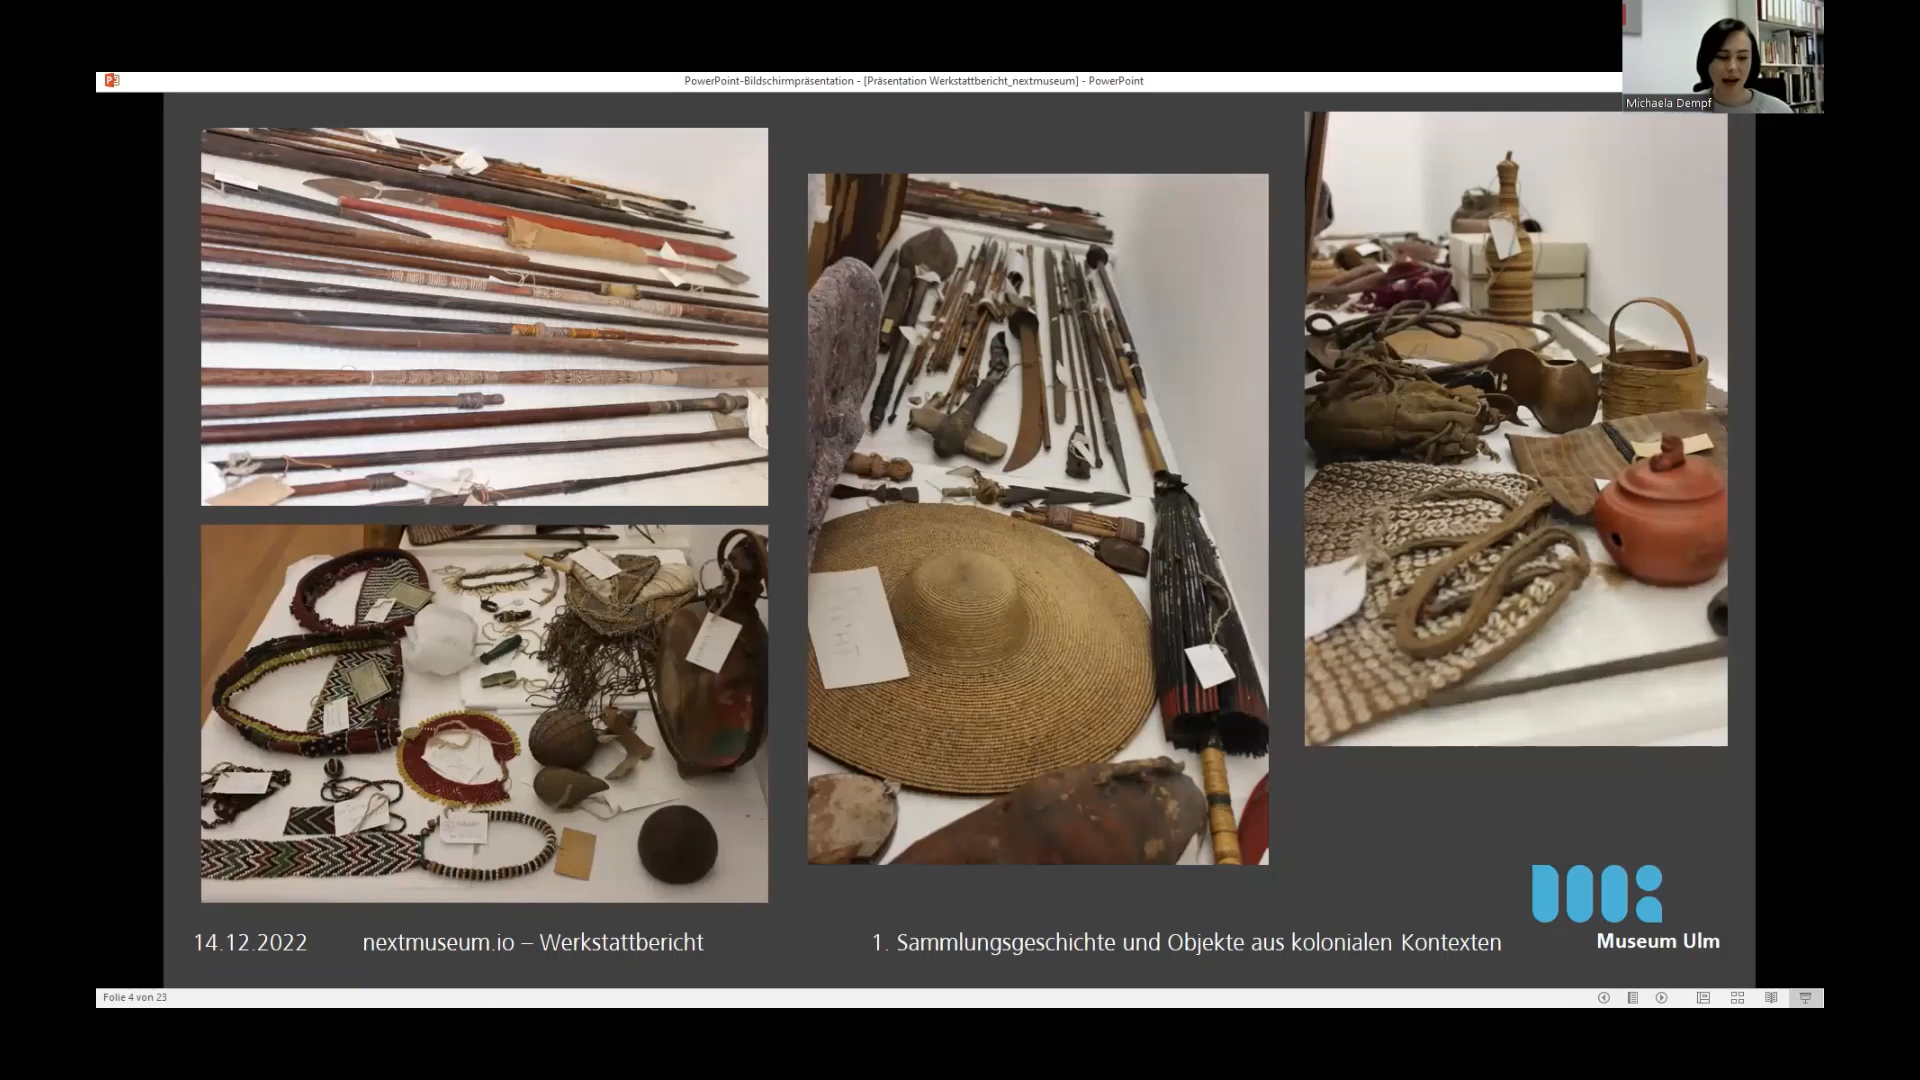 PowerPoint-Bildschirmpräsentation - [Präsentation Werkstattbericht_nextmuseum] - PowerPoint
Michaela Dempf
14.12.2022
nextmuseum.io – Werkstattbericht
1. Sammlungsgeschichte und Objekte aus kolonialen Kontexten
Museum Ulm
Folie 4 von 23